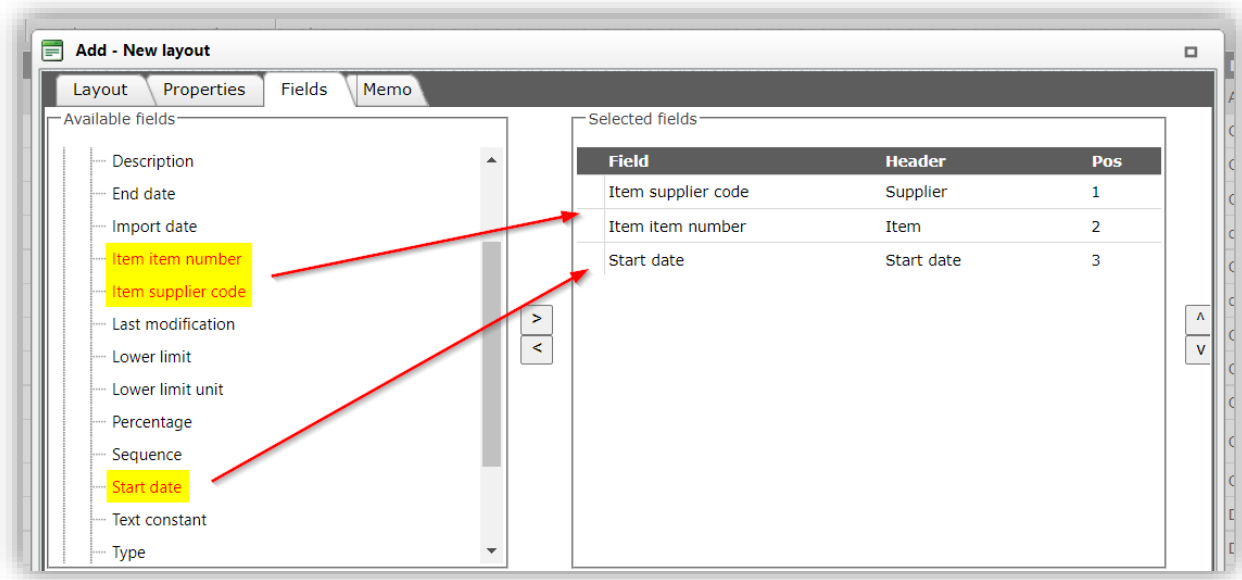 Add - New layout
Layout
Properties
Fields
Memo
Available fields
Description
End date
Import date
Item item number
Item supplier code
Last modification
Lower limit
Lower limit unit
Percentage
Sequence
Start date
Text constant
Type
>
<
Selected fields
Field Header Pos
Item supplier code Supplier 1
Item item number Item 2
Start date Start date 3
^
v